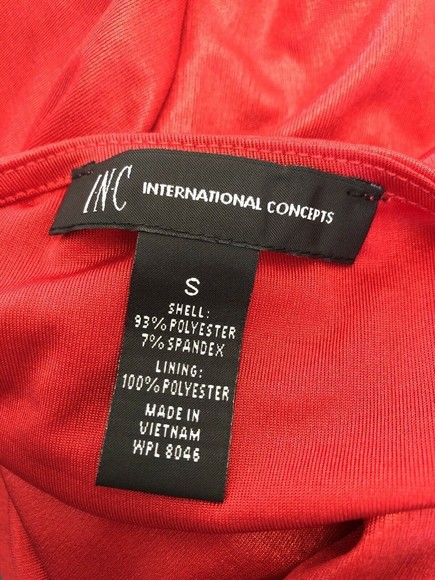 INC INTERNATIONAL CONCEPTS
S
SHELL:
93% POLYESTER
7% SPANDEX
LINING:
100% POLYESTER
MADE IN
VIETNAM
WPL 8046